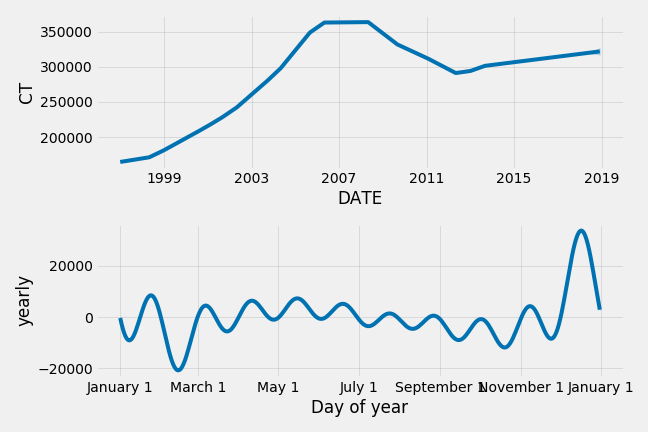 350000
300000
250000
200000
CT
1999 2003 2007 2011 2015 2019
DATE
20000
0
−20000
yearly
January 1 March 1 May 1 July 1 September 1 November 1 January 1
Day of year